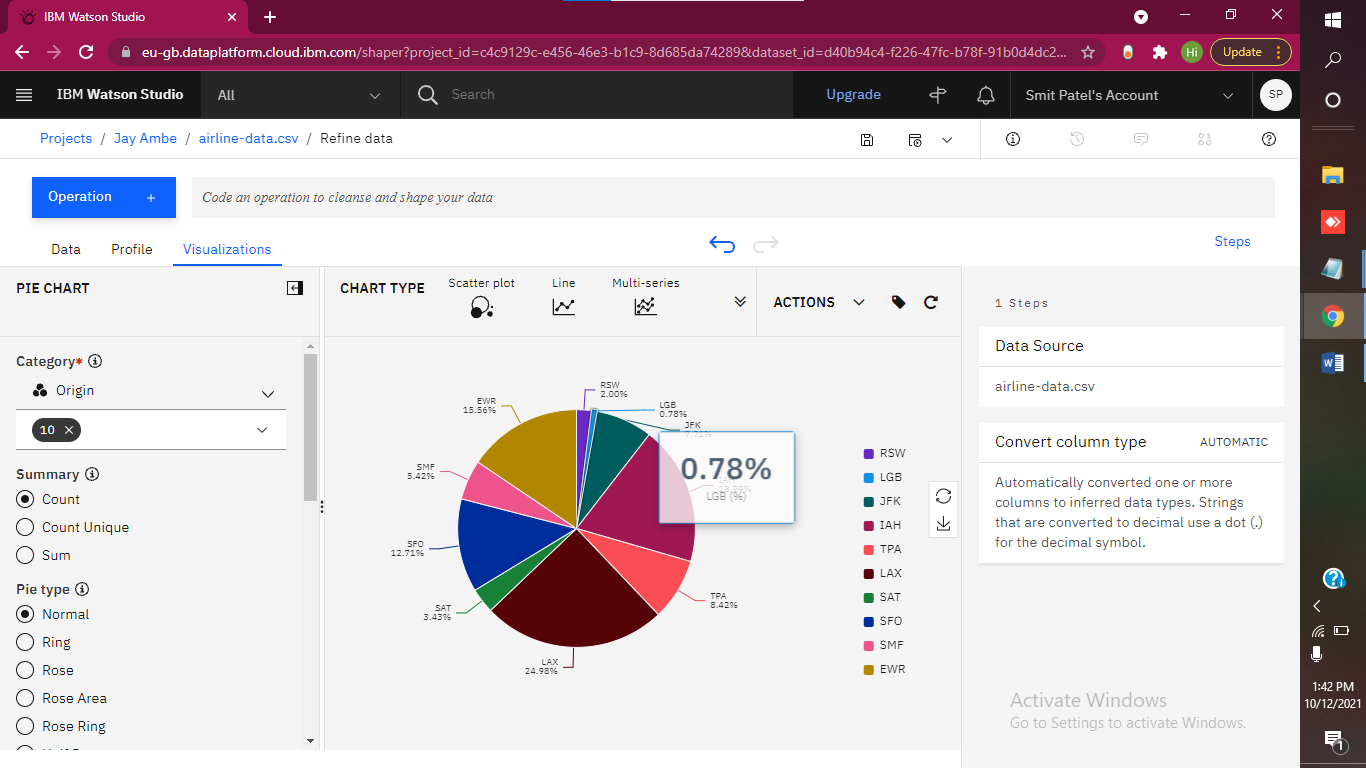 IBM Watson Studio
eu-gb.dataplatform.cloud.ibm.com/shaper?project_id=c4c9129c-e456-46e3-b1c9-8d685da74289&dataset_id=d40b94c4-f226-47fc-b78f-91b0d4dc2...
Hi
Update
IBM Watson Studio
All
Search
Upgrade
Smit Patel's Account
SP
Projects / Jay Ambe / airline-data.csv / Refine data
Operation +
Code an operation to cleanse and shape your data
Data
Profile
Visualizations
Steps
PIE CHART
Category*
Origin
10 ×
Summary
Count
Count Unique
Sum
Pie type
Normal
Ring
Rose
Rose Area
Rose Ring
CHART TYPE
Scatter plot
Line
Multi-series
ACTIONS
RSW
2.00%
LGB
0.78%
JFK
7.71%
EWR
15.56%
SMF
5.42%
SFO
12.71%
SAT
3.43%
LAX
24.98%
TPA
8.42%
IAH
0.78%
LGB (%)
RSW
LGB
JFK
IAH
TPA
LAX
SAT
SFO
SMF
EWR
1 Steps
Data Source
airline-data.csv
Convert column type
AUTOMATIC
Automatically converted one or more
columns to inferred data types. Strings
that are converted to decimal use a dot (.)
for the decimal symbol.
Activate Windows
Go to Settings to activate Windows.
1:42 PM
10/12/2021
1